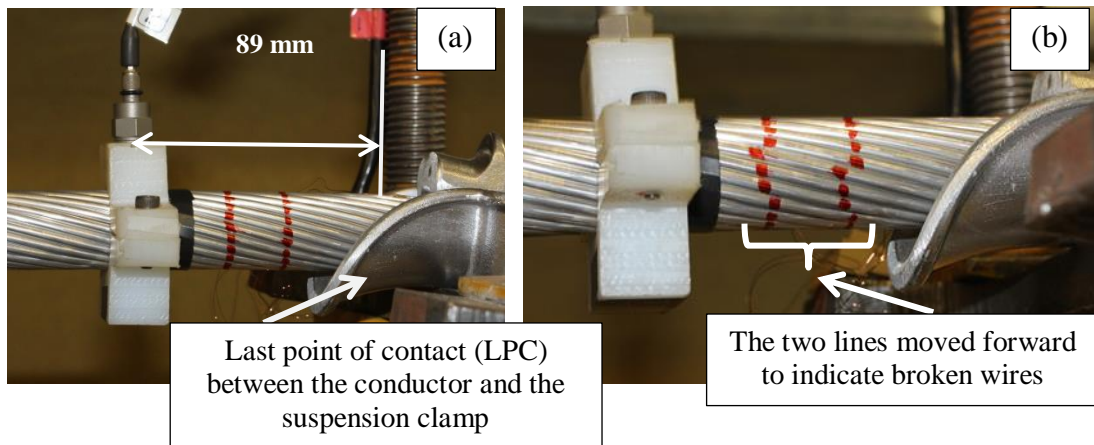 89 mm
(a)
Last point of contact (LPC)
between the conductor and the
suspension clamp
(b)
The two lines moved forward
to indicate broken wires